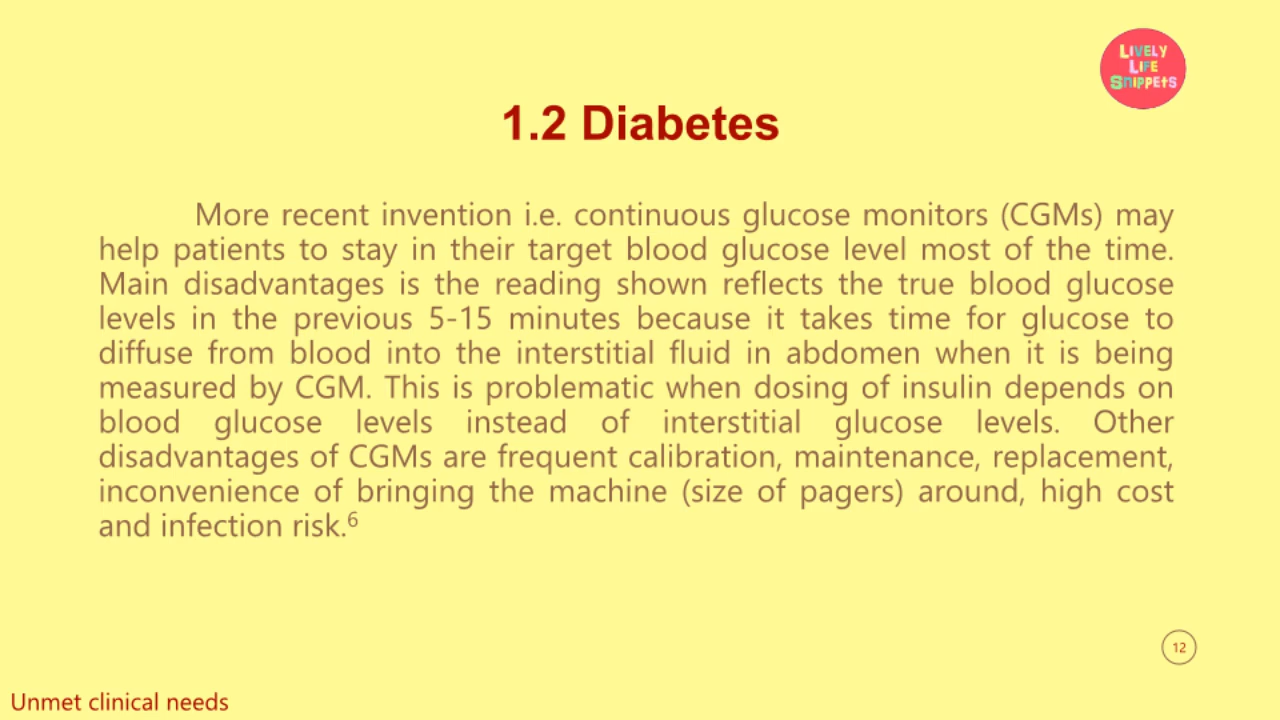 LIVELY
LIFE
SNIPPETS
1.2 Diabetes
More recent invention i.e. continuous glucose monitors (CGMs) may
help patients to stay in their target blood glucose level most of the time.
Main disadvantages is the reading shown reflects the true blood glucose
levels in the previous 5-15 minutes because it takes time for glucose to
diffuse from blood into the interstitial fluid in abdomen when it is being
measured by CGM. This is problematic when dosing of insulin depends on
blood glucose levels instead of interstitial glucose levels. Other
disadvantages of CGMs are frequent calibration, maintenance, replacement,
inconvenience of bringing the machine (size of pagers) around, high cost
and infection risk.⁶
12
Unmet clinical needs